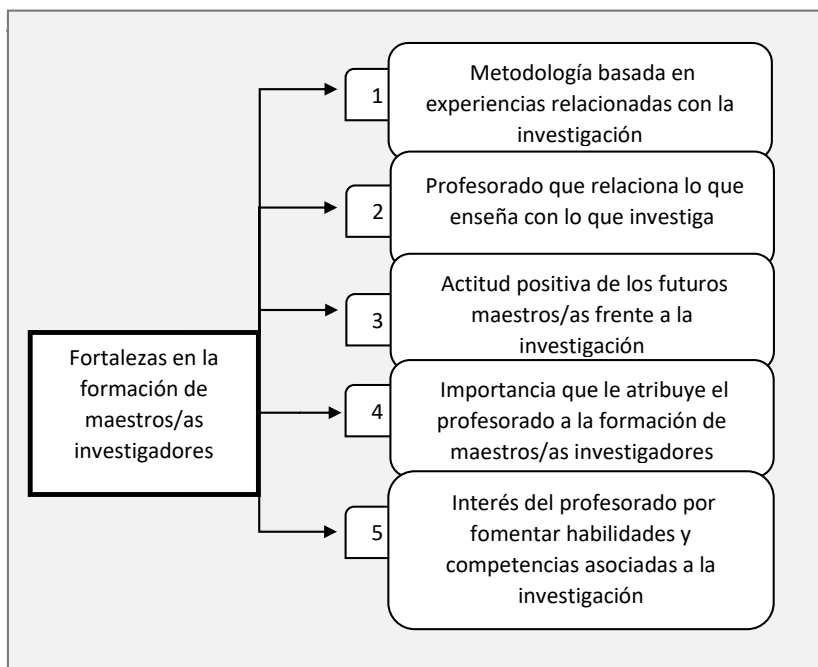 Fortalezas en la
formación de
maestros/as
investigadores
1
Metodología basada en
experiencias relacionadas con la
investigación
2
Profesorado que relaciona lo que
enseña con lo que investiga
3
Actitud positiva de los futuros
maestros/as frente a la
investigación
4
Importancia que le atribuye el
profesorado a la formación de
maestros/as investigadores
5
Interés del profesorado por
fomentar habilidades y
competencias asociadas a la
investigación